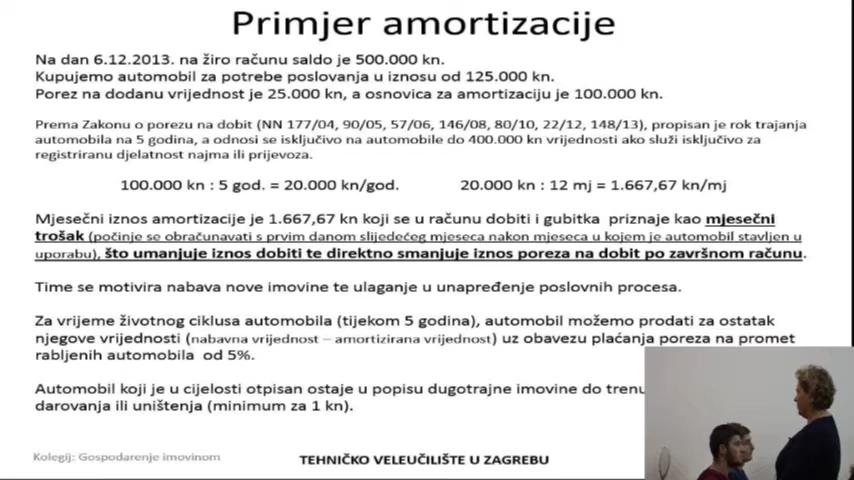 Primjer amortizacije
Na dan 6.12.2013. na žiro računu saldo je 500.000 kn.
Kupujemo automobil za potrebe poslovanja u iznosu od 125.000 kn.
Porez na dodanu vrijednost je 25.000 kn, a osnovica za amortizaciju je 100.000 kn.
Prema Zakonu o porezu na dobit (NN 177/04, 90/05, 57/06, 146/08, 80/10, 22/12, 148/13), propisan je rok trajanja
automobila na 5 godina, a odnosi se isključivo na automobile do 400.000 kn vrijednosti ako služi isključivo za
registriranu djelatnost najma ili prijevoza.
100.000 kn : 5 god. = 20.000 kn/god. 20.000 kn : 12 mj = 1.667,67 kn/mj
Mjesečni iznos amortizacije je 1.667,67 kn koji se u računu dobiti i gubitka priznaje kao mjesečni
trošak (počinje se obračunavati s prvim danom slijedećeg mjeseca nakon mjeseca u kojem je automobil stavljen u
uporabu), što umanjuje iznos dobiti te direktno smanjuje iznos poreza na dobit po završnom računu.
Time se motivira nabava nove imovine te ulaganje u unapređenje poslovnih procesa.
Za vrijeme životnog ciklusa automobila (tijekom 5 godina), automobil možemo prodati za ostatak
njegove vrijednosti (nabavna vrijednost – amortizirana vrijednost) uz obavezu plaćanja poreza na promet
rabljenih automobila od 5%.
Automobil koji je u cijelosti otpisan ostaje u popisu dugotrajne imovine do trenu
darovanja ili uništenja (minimum za 1 kn).
Kolegij: Gospodarenje imovinom
TEHNIČKO VELEUČILIŠTE U ZAGREBU